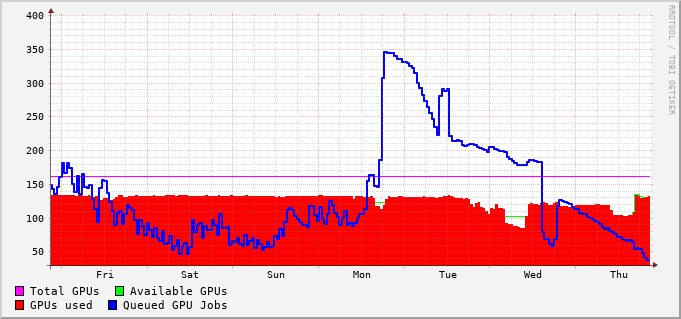 400
350
300
250
200
150
100
50
Fri Sat Sun Mon Tue Wed Thu
Total GPUs Available GPUs
GPUs used Queued GPU Jobs
RRDTOOL / TOBI OETIKER